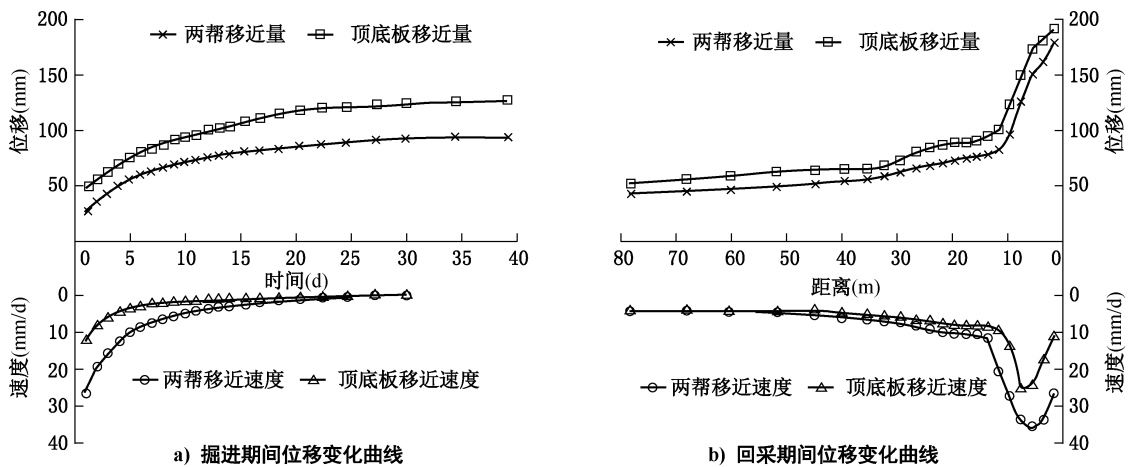 200
150
100
50
位移(mm)
两帮移近量 顶底板移近量
0 5 10 15 20 25 30 35 40
时间(d)
0
10
20
30
40
速度(mm/d)
两帮移近速度 顶底板移近速度
a) 掘进期间位移变化曲线
两帮移近量 顶底板移近量
200
150
100
50
位移(mm)
80 70 60 50 40 30 20 10 0
距离(m)
0
10
20
30
40
速度(mm/d)
两帮移近速度 顶底板移近速度
b) 回采期间位移变化曲线